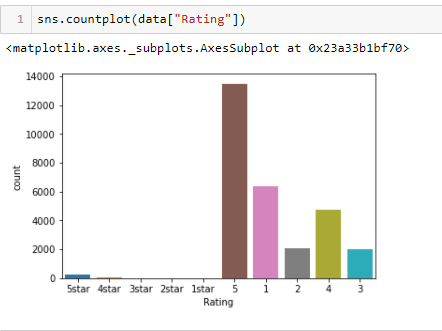 1 sns.countplot(data["Rating"])
<matplotlib.axes._subplots.AxesSubplot at 0x23a33b1bf70>
14000
12000
10000
8000
6000
4000
2000
0
count
5star 4star 3star 2star 1star 5 1 2 4 3
Rating